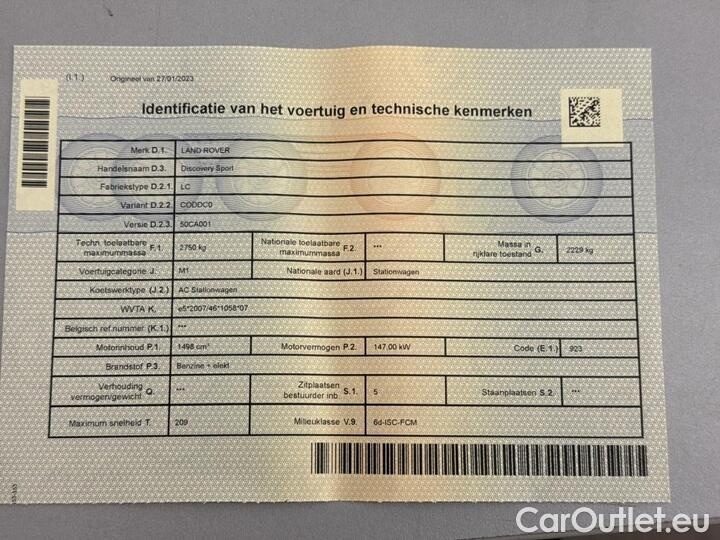 (I.1.) Origineel van 27/01/2023
Identificatie van het voertuig en technische kenmerken
Merk D.1. LAND ROVER
Handelsnaam D.3. Discovery Sport
Fabriekstype D.2.1. LC
Variant D.2.2. CODDC0
Versie D.2.3. 50CA001
Techn. toelaatbare maximummassa F.1. 2750 kg Nationale toelaatbare maximummassa F.2. *** Massa in rijklare toestand G. 2229 kg
Voertuigcategorie J. M1 Nationale aard (J.1.) Stationwagen
Koetswerktype (J.2.) AC Stationwagen
WVTA K. e5*2007/46*1058*07
Belgisch ref.nummer (K.1.) ***
Motorinhoud P.1. 1498 cm³ Motorvermogen P.2. 147,00 kW Code (E.1.) 923
Brandstof P.3. Benzine + elekt
Verhouding vermogen/gewicht Q. *** Zitplaatsen bestuurder inb. S.1. 5 Staanplaatsen S.2. ***
Maximum snelheid T. 209 Milieuklasse V.9. 6d-ISC-FCM
CarOutlet.eu